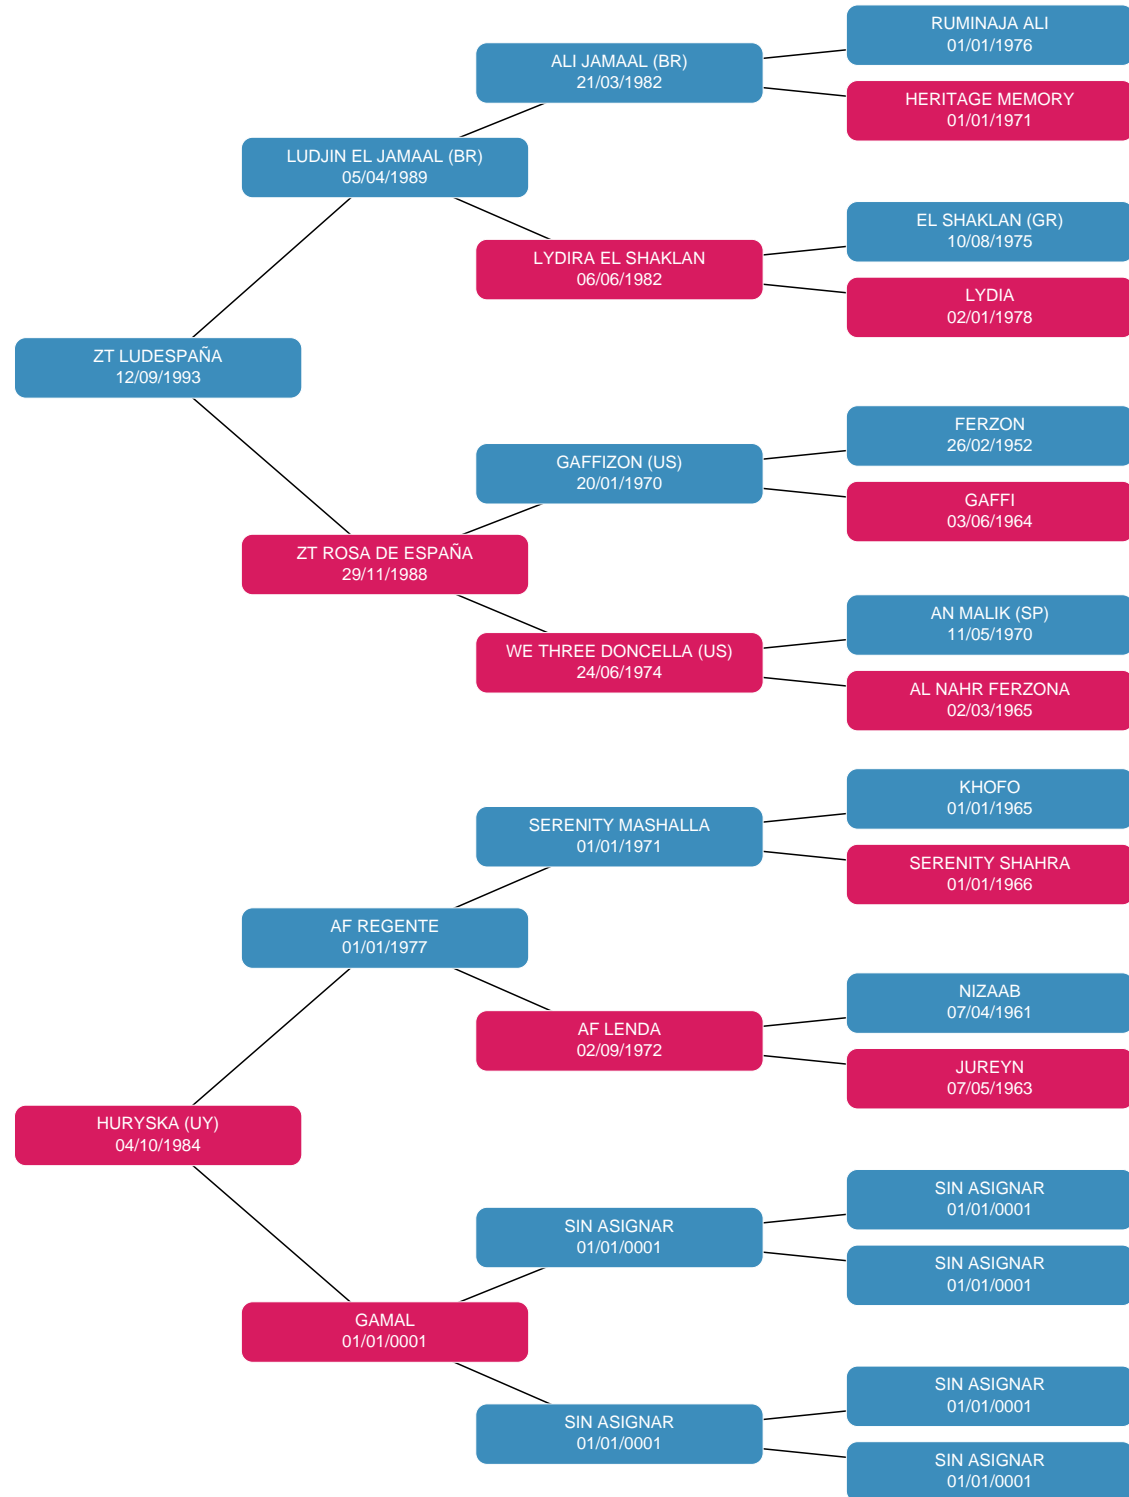 RUMINAJA ALI
01/01/1976
ALI JAMAAL (BR)
21/03/1982
HERITAGE MEMORY
01/01/1971
LUDJIN EL JAMAAL (BR)
05/04/1989
EL SHAKLAN (GR)
10/08/1975
LYDIRA EL SHAKLAN
06/06/1982
LYDIA
02/01/1978
ZT LUDESPAÑA
12/09/1993
FERZON
26/02/1952
GAFFIZON (US)
20/01/1970
GAFFI
03/06/1964
ZT ROSA DE ESPAÑA
29/11/1988
AN MALIK (SP)
11/05/1970
WE THREE DONCELLA (US)
24/06/1974
AL NAHR FERZONA
02/03/1965
KHOFO
01/01/1965
SERENITY MASHALLA
01/01/1971
SERENITY SHAHRA
01/01/1966
AF REGENTE
01/01/1977
NIZAAB
07/04/1961
AF LENDA
02/09/1972
JUREYN
07/05/1963
HURYSKA (UY)
04/10/1984
SIN ASIGNAR
01/01/0001
SIN ASIGNAR
01/01/0001
SIN ASIGNAR
01/01/0001
GAMAL
01/01/0001
SIN ASIGNAR
01/01/0001
SIN ASIGNAR
01/01/0001
SIN ASIGNAR
01/01/0001